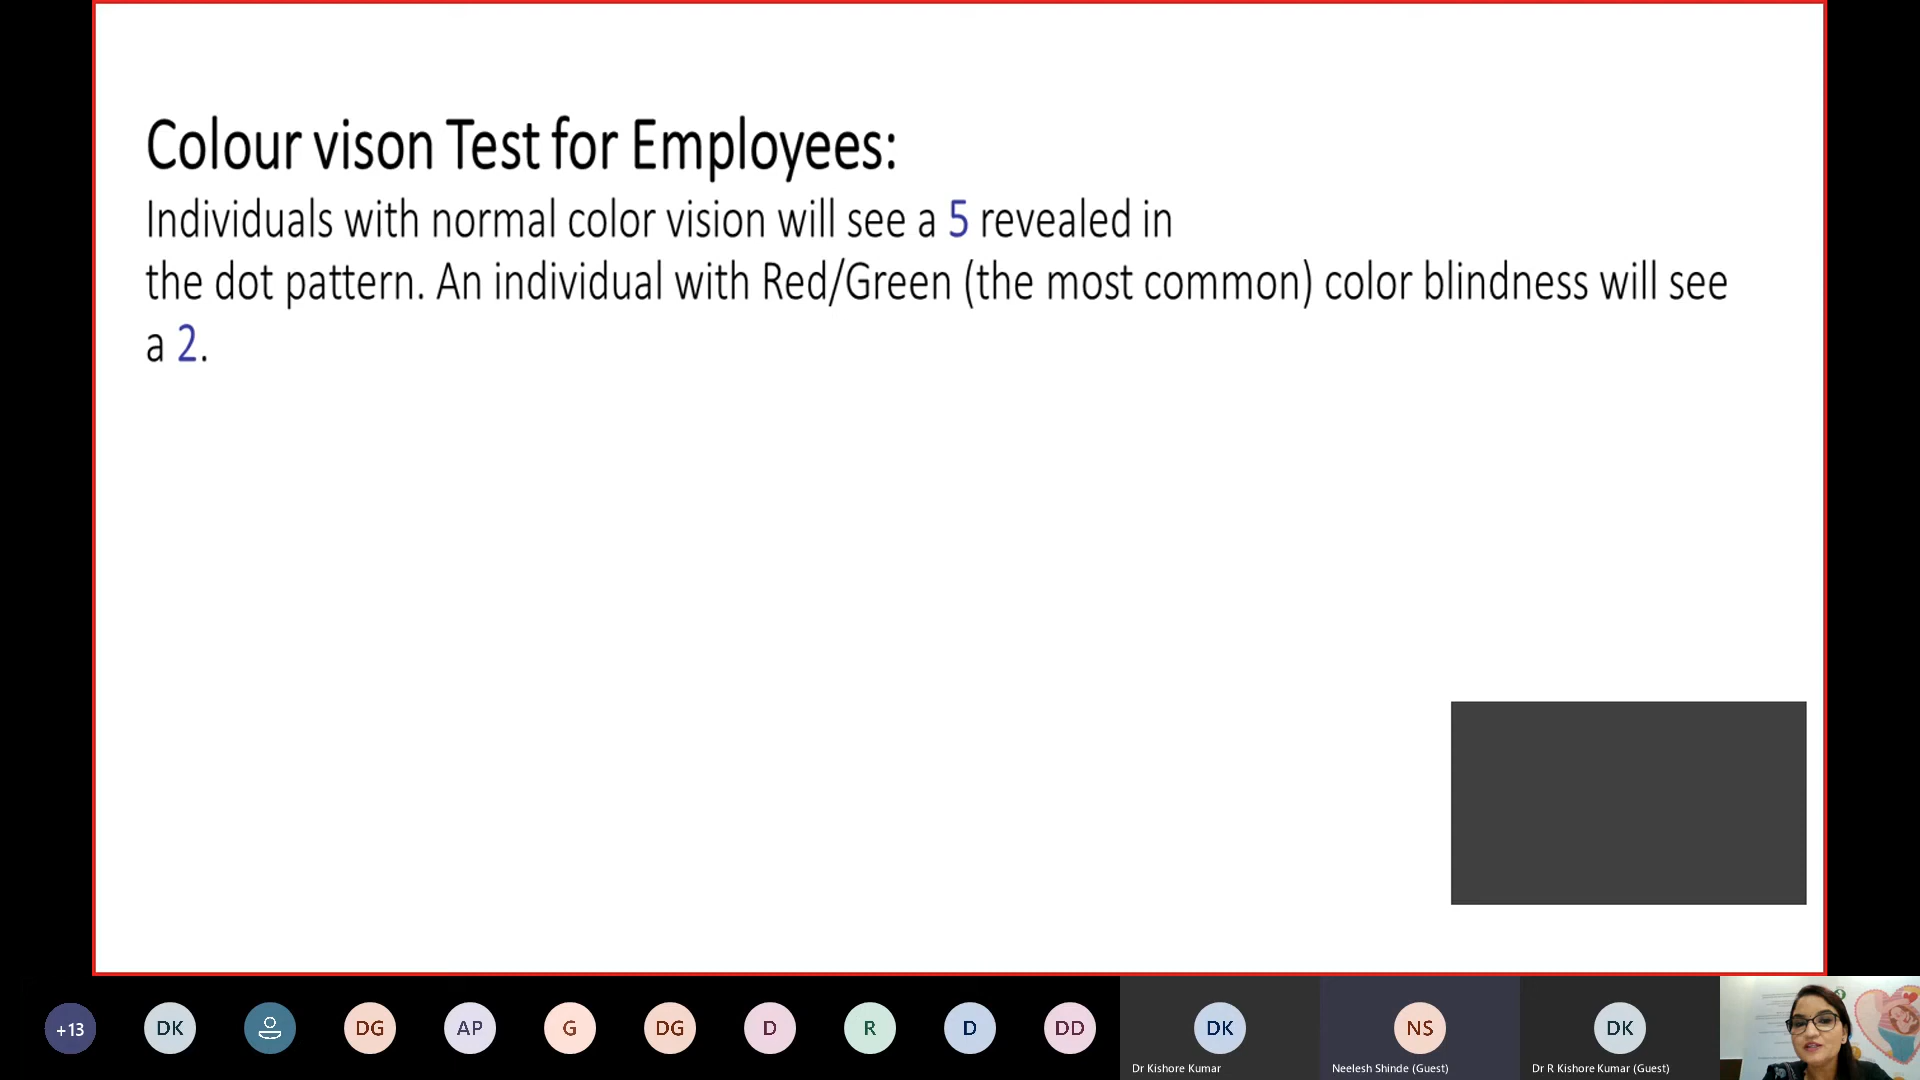 Colour vison Test for Employees:
Individuals with normal color vision will see a 5 revealed in
the dot pattern. An individual with Red/Green (the most common) color blindness will see
a 2.
+13
DK
DG
AP
G
DG
D
R
D
DD
DK
NS
DK
Dr Kishore Kumar
Neelesh Shinde (Guest)
Dr R Kishore Kumar (Guest)